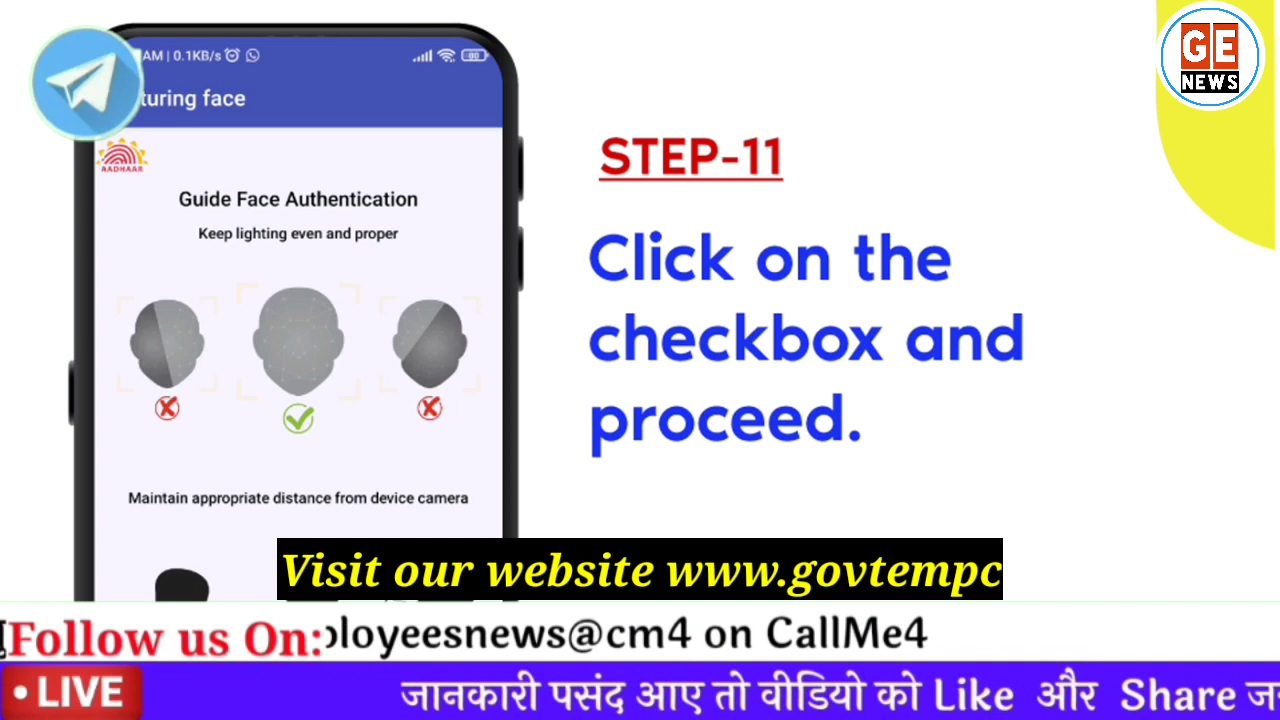 AM | 0.1KB/s
80
turing face
AADHAAR
Guide Face Authentication
Keep lighting even and proper
Maintain appropriate distance from device camera
GE
NEWS
STEP-11
Click on the
checkbox and
proceed.
Visit our website www.govtempc
Follow us On: ployeesnews@cm4 on CallMe4
• LIVE
जानकारी पसंद आए तो वीडियो को Like और Share ज